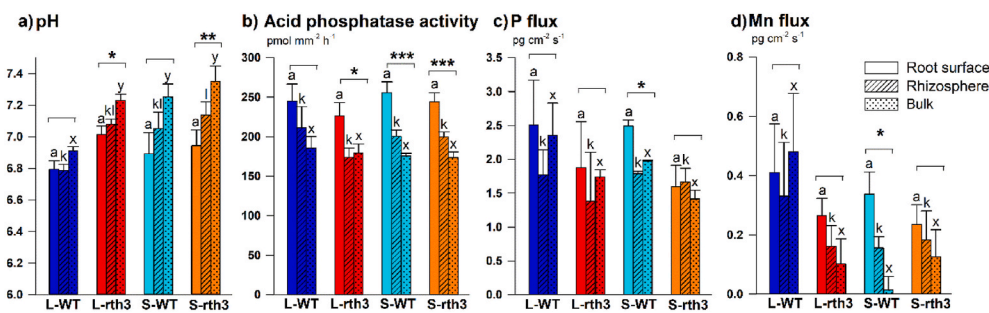 a) pH
7.4
7.2
7.0
6.8
6.6
6.4
6.2
6.0
a k x
* a kl y
a kl y
** a l y
L-WT L-rth3 S-WT S-rth3
b) Acid phosphatase activity
pmol mm⁻² h⁻¹
300
250
200
150
100
50
0
a k x
* a k x
*** a k x
*** a k x
L-WT L-rth3 S-WT S-rth3
c) P flux
pg cm⁻² s⁻¹
3.5
3.0
2.5
2.0
1.5
1.0
0.5
0.0
a k x
a k x
* a k x
a k x
L-WT L-rth3 S-WT S-rth3
d) Mn flux
pg cm⁻² s⁻¹
0.8
0.6
0.4
0.2
0.0
a k x
a k x
* a k x
a k x
L-WT L-rth3 S-WT S-rth3
Root surface
Rhizosphere
Bulk